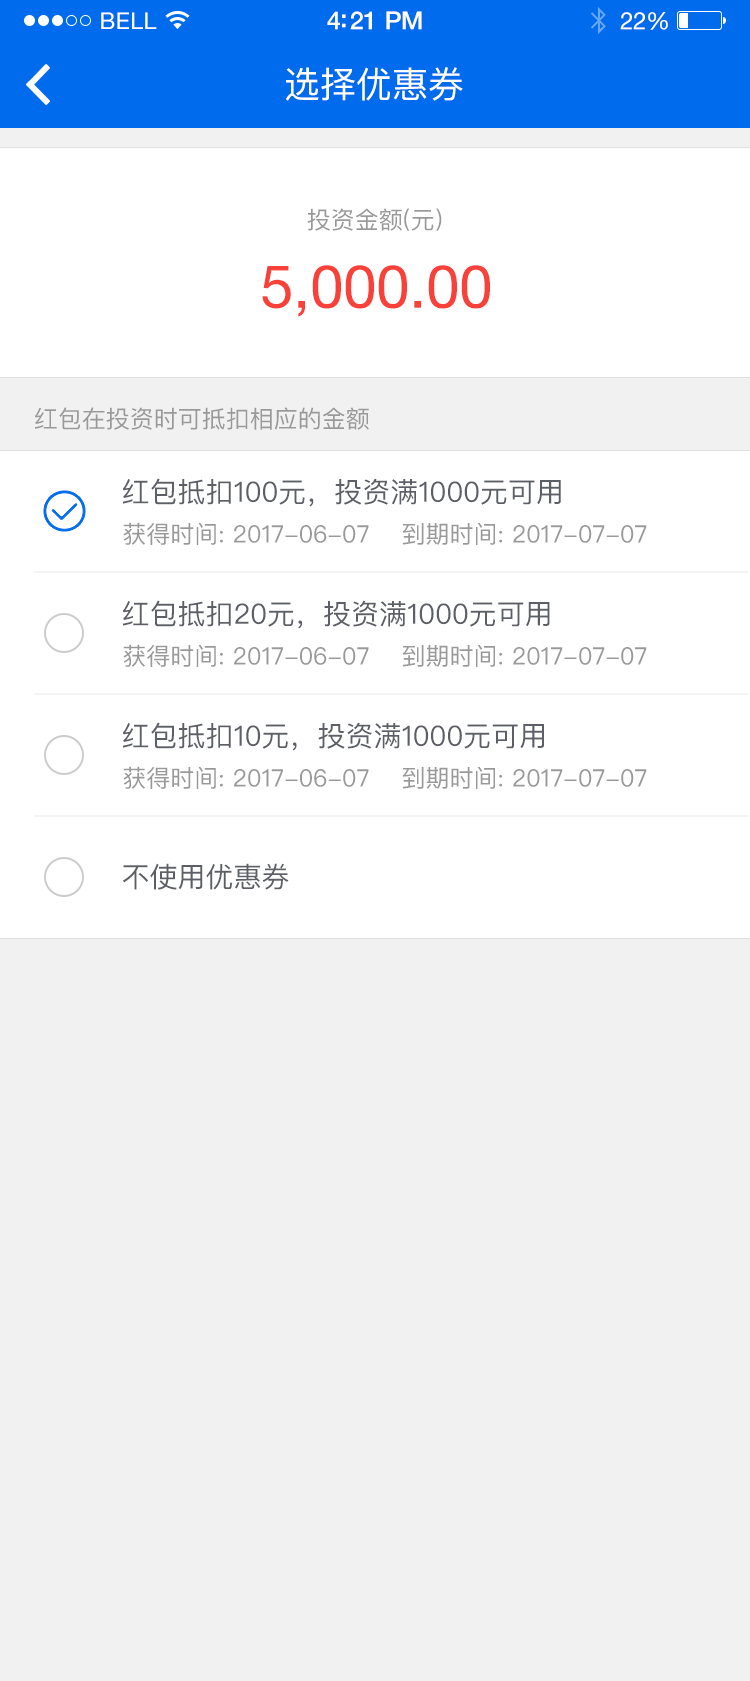 BELL 4:21 PM 22%
选择优惠券
投资金额(元)
5,000.00
红包在投资时可抵扣相应的金额
红包抵扣100元，投资满1000元可用
获得时间: 2017-06-07 到期时间: 2017-07-07
红包抵扣20元，投资满1000元可用
获得时间: 2017-06-07 到期时间: 2017-07-07
红包抵扣10元，投资满1000元可用
获得时间: 2017-06-07 到期时间: 2017-07-07
不使用优惠券